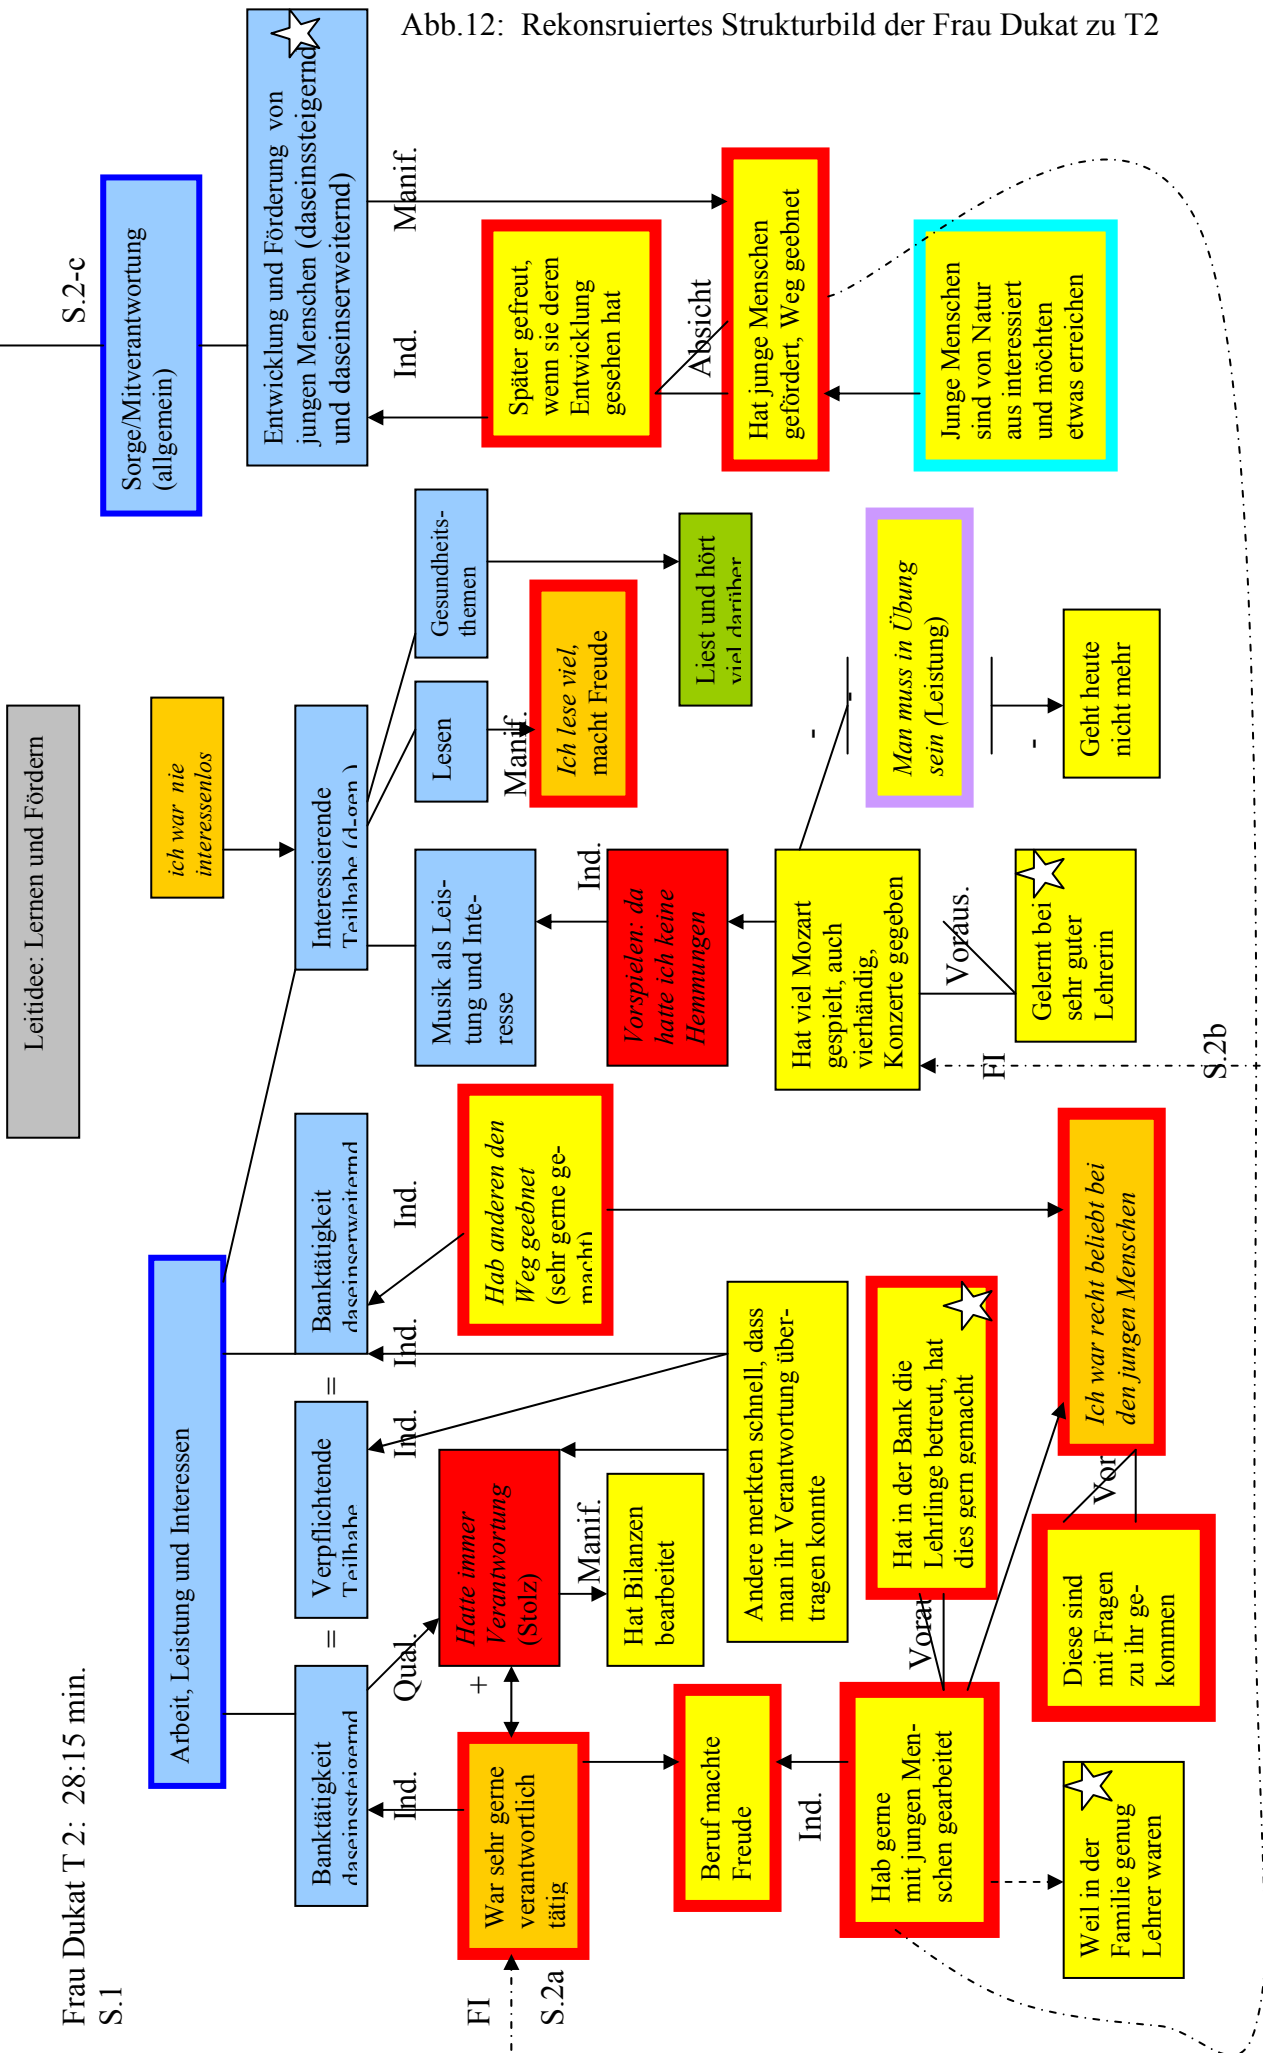 Abb.12:  Rekonsruiertes Strukturbild der Frau Dukat zu T2
Frau Dukat T 2:  28:15 min.
S.1
Leitidee: Lernen und Fördern
S.2-c
Arbeit, Leistung und Interessen
ich war  nie
interessenlos
Sorge/Mitverantwortung
(allgemein)
Banktätigkeit
daseinssteigernd
=
Verpflichtende
Teilhabe
=
Banktätigkeit
daseinserweiternd
Interessierende
Teilhabe (d-gen.)
Entwicklung und Förderung  von
jungen Menschen (daseinssteigernd
und daseinserweiternd)
Ind.
Qual.
Ind.
Ind.
Ind.
Musik als Leis-
tung und Inte-
resse
Lesen
Gesundheits-
themen
Ind.
Manif.
FI
S.2a
War sehr gerne
verantwortlich
tätig
+
Hatte immer
Verantwortung
(Stolz)
Manif.
Hab anderen den
Weg geebnet
(sehr gerne ge-
macht)
Ind.
Manif.
Ich lese viel,
macht Freude
Später gefreut,
wenn sie deren
Entwicklung
gesehen hat
Hat Bilanzen
bearbeitet
Vorspielen: da
hatte ich keine
Hemmungen
Liest und hört
viel darüber
Absicht
Beruf machte
Freude
Andere merkten schnell, dass
man ihr Verantwortung über-
tragen konnte
Hat viel Mozart
gespielt, auch
vierhändig,
Konzerte gegeben
-
-
Hat junge Menschen
gefördert, Weg geebnet
Ind.
Hab gerne
mit jungen Men-
schen gearbeitet
Hat in der Bank die
Lehrlinge betreut, hat
dies gern gemacht
Man muss in Übung
sein (Leistung)
Junge Menschen
sind von Natur
aus interessiert
und möchten
etwas erreichen
Voraus.
FI
-
Weil in der
Familie genug
Lehrer waren
Diese sind
mit Fragen
zu ihr ge-
kommen
Vor
Ich war recht beliebt bei
den jungen Menschen
Gelernt bei
sehr guter
Lehrerin
Geht heute
nicht mehr
S.2b